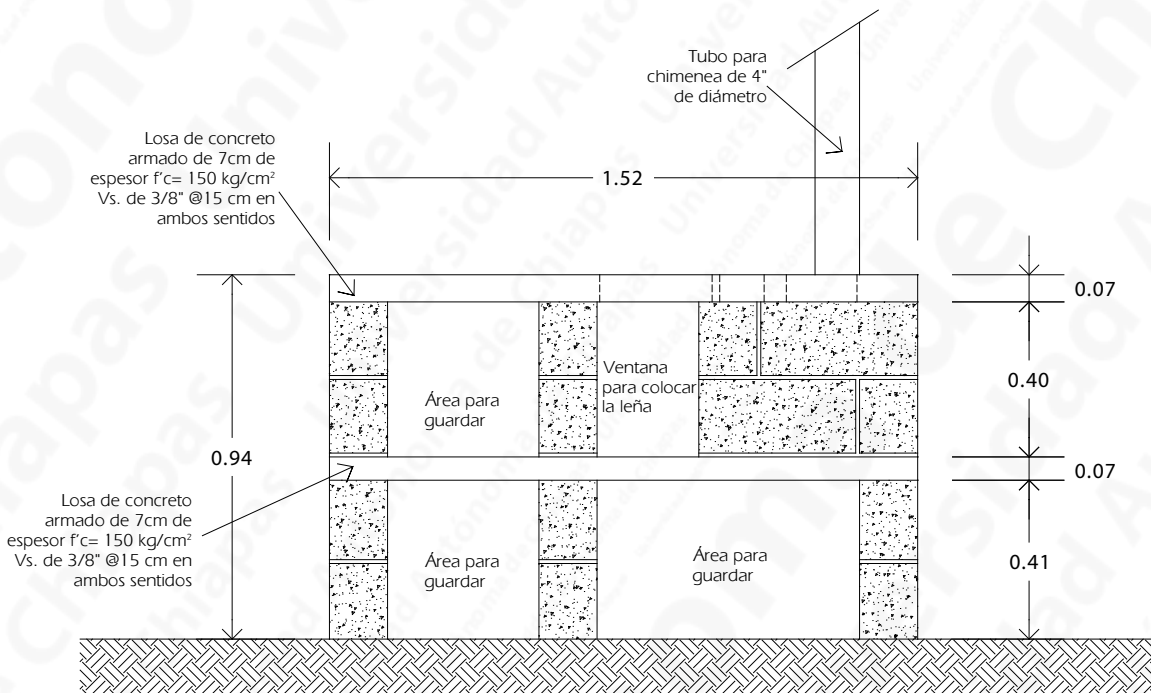 Tubo para
chimenea de 4"
de diámetro
Losa de concreto
armado de 7cm de
espesor f'c= 150 kg/cm²
Vs. de 3/8" @15 cm en
ambos sentidos
1.52
0.07
Ventana
para colocar
la leña
0.40
Área para
guardar
0.94
0.07
Losa de concreto
armado de 7cm de
espesor f'c= 150 kg/cm²
Vs. de 3/8" @15 cm en
ambos sentidos
Área para
guardar
Área para
guardar
0.41